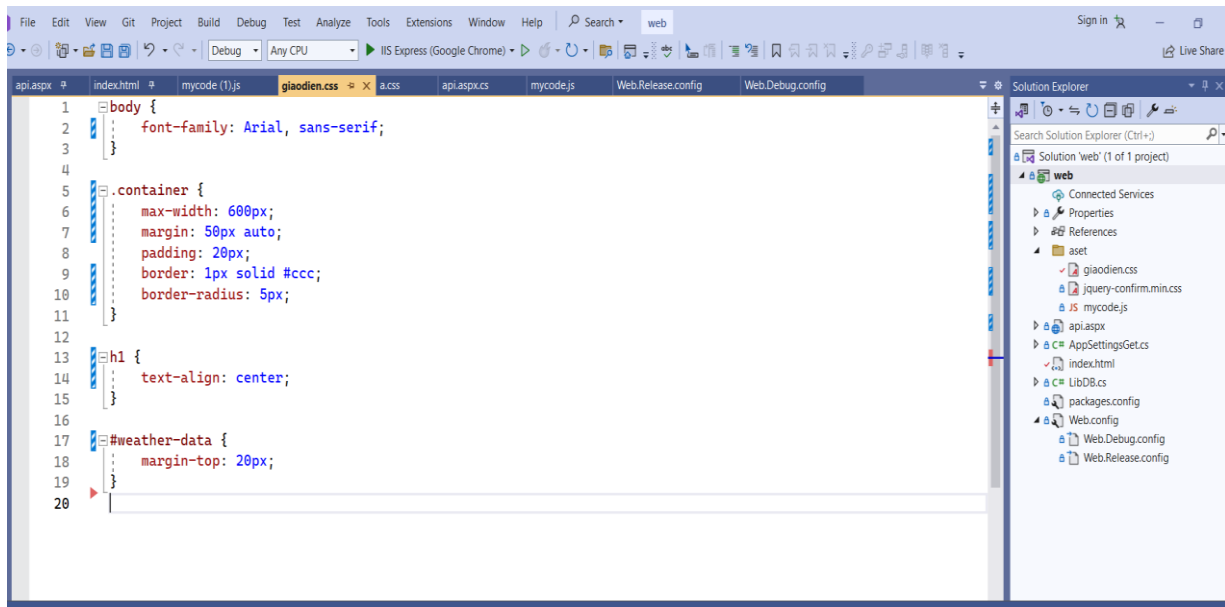 File Edit View Git Project Build Debug Test Analyze Tools Extensions Window Help Search web Sign in
Debug Any CPU IIS Express (Google Chrome) Live Share
api.aspx index.html mycode (1).js giaodien.css a.css api.aspx.cs mycode.js Web.Release.config Web.Debug.config
1 body {
2 font-family: Arial, sans-serif;
3 }
4
5 .container {
6 max-width: 600px;
7 margin: 50px auto;
8 padding: 20px;
9 border: 1px solid #ccc;
10 border-radius: 5px;
11 }
12
13 h1 {
14 text-align: center;
15 }
16
17 #weather-data {
18 margin-top: 20px;
19 }
20
Solution Explorer
Search Solution Explorer (Ctrl+;)
Solution 'web' (1 of 1 project)
web
Connected Services
Properties
References
aset
giaodien.css
jquery-confirm.min.css
JS mycode.js
api.aspx
C# AppSettingsGet.cs
index.html
C# LibDB.cs
packages.config
Web.config
Web.Debug.config
Web.Release.config